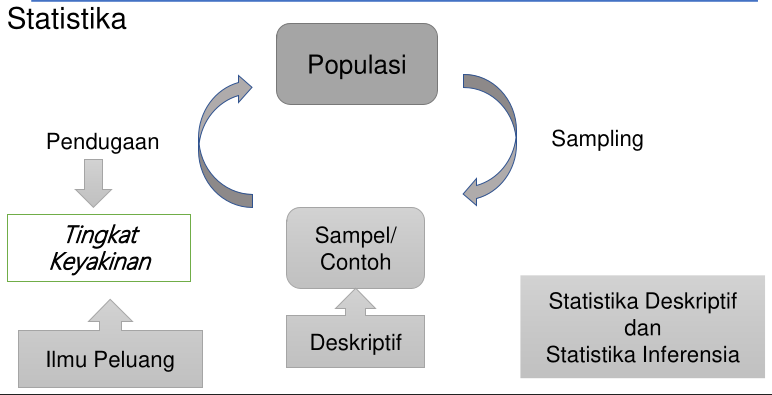 Statistika
Populasi
Pendugaan
Sampling
Tingkat
Keyakinan
Sampel/
Contoh
Statistika Deskriptif
dan
Statistika Inferensia
Deskriptif
Ilmu Peluang